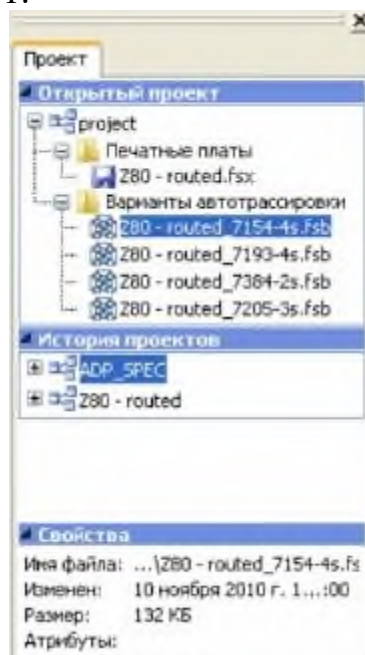 Проект
Открытый проект
project
Печатные платы
Z80 - routed.fsx
Варианты автотрассировки
Z80 - routed_7154-4s.fsb
Z80 - routed_7193-4s.fsb
Z80 - routed_7384-2s.fsb
Z80 - routed_7205-3s.fsb
История проектов
ADP_SPEC
Z80 - routed
Свойства
Имя файла: ...\Z80 - routed_7154-4s.fs
Изменен: 10 ноября 2010 г. 1...:00
Размер: 132 КБ
Атрибуты: